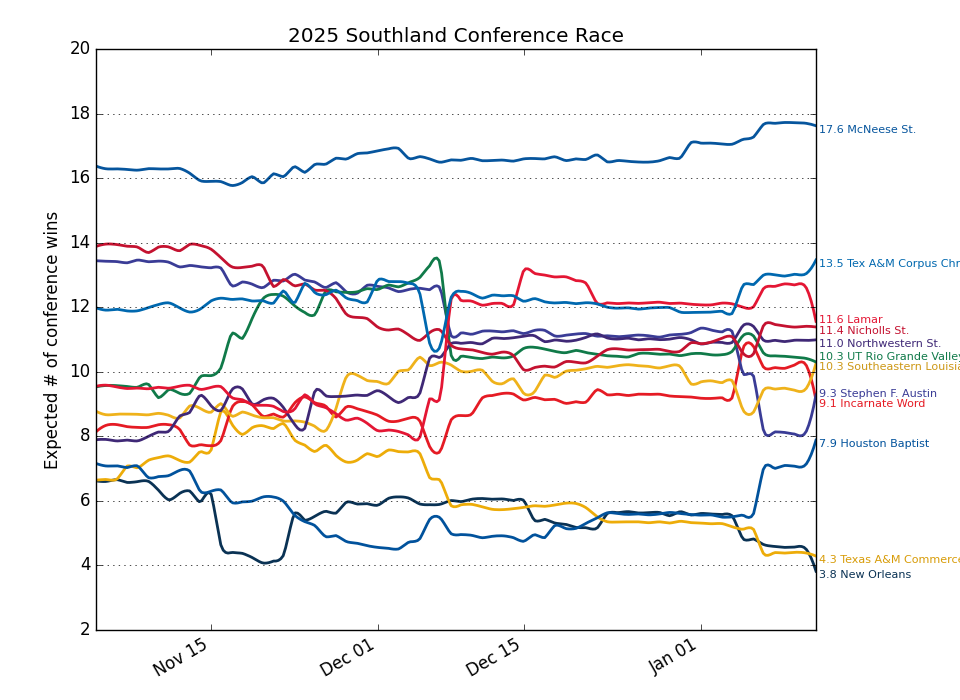 2025 Southland Conference Race
Expected # of conference wins
20
18
16
14
12
10
8
6
4
2
Nov 15
Dec 01
Dec 15
Jan 01
17.6 McNeese St.
13.5 Tex A&M Corpus Chr
11.6 Lamar
11.4 Nicholls St.
11.0 Northwestern St.
10.3 UT Rio Grande Valley
10.3 Southeastern Louisia
9.3 Stephen F. Austin
9.1 Incarnate Word
7.9 Houston Baptist
4.3 Texas A&M Commerce
3.8 New Orleans